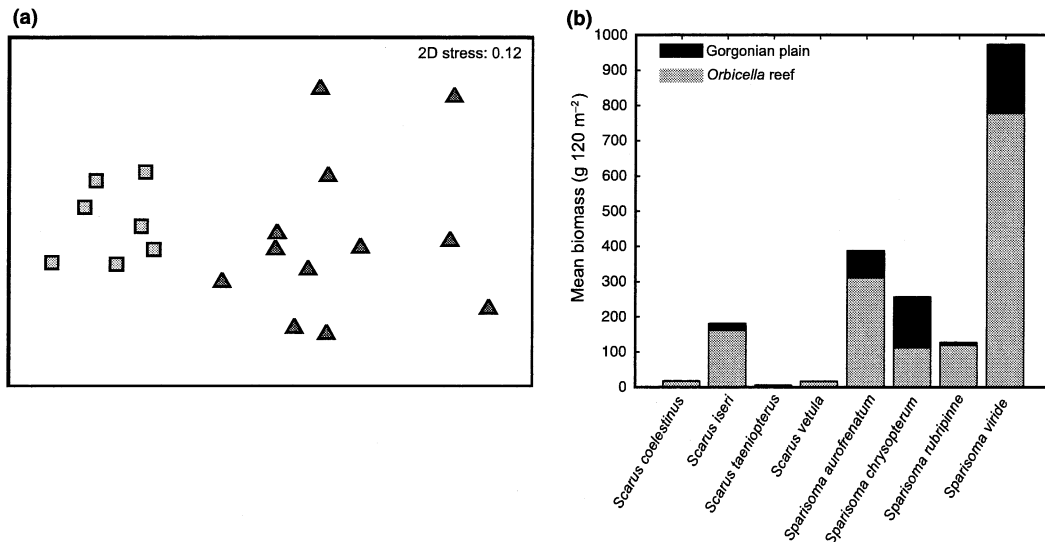 (a)
2D stress: 0.12
(b)
1000
900
800
700
600
500
400
300
200
100
0
Mean biomass (g 120 m⁻²)
Gorgonian plain
Orbicella reef
Scarus coelestinus
Scarus iseri
Scarus taeniopterus
Scarus vetula
Sparisoma aurofrenatum
Sparisoma chrysopterum
Sparisoma rubripinne
Sparisoma viride